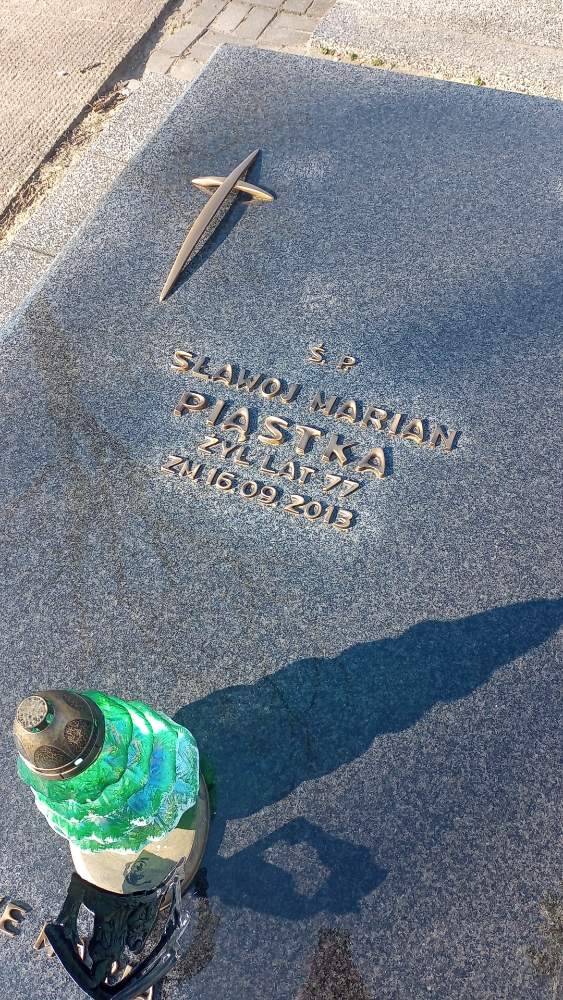 Ś. P.
SŁAWOJ MARIAN
PIASTKA
ŻYŁ LAT 77
ZM 16.09.2013